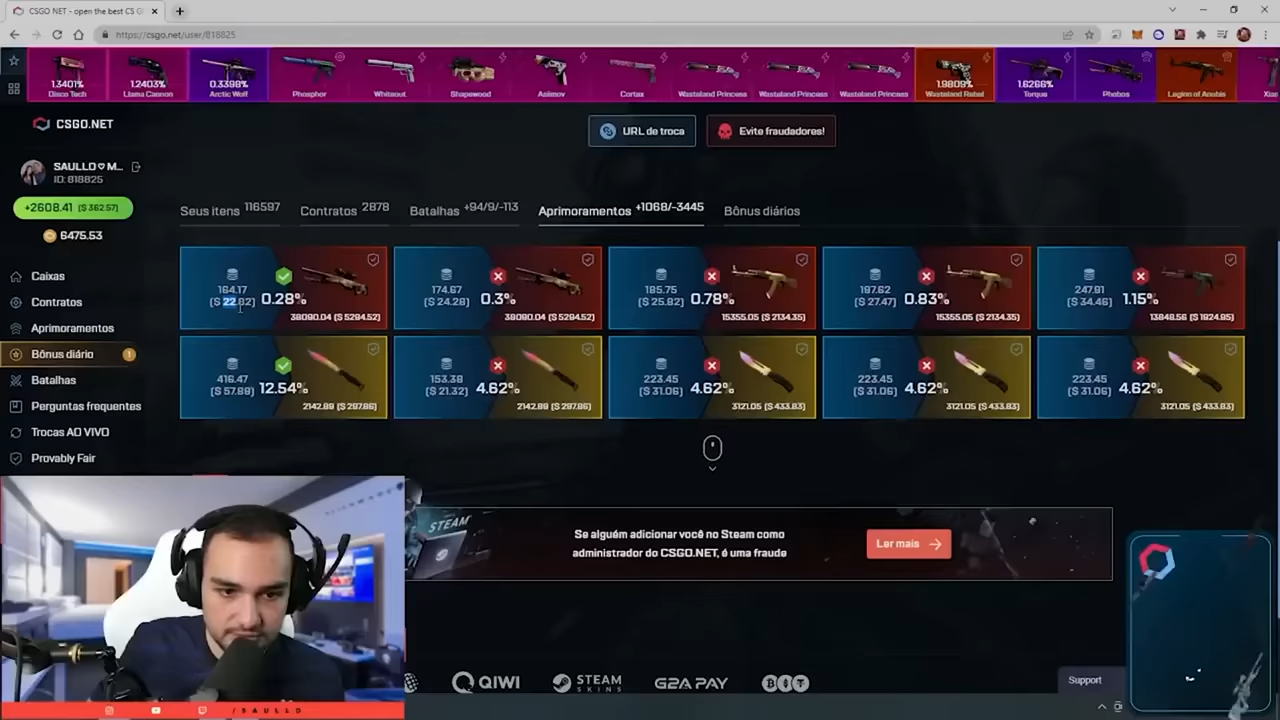 CSGO NET - open the best CS G
https://csgo.net/user/818825
1.3401%
Disco Tech
1.2403%
Llama Cannon
0.3398%
Arctic Wolf
Phosphor
Whiteout
Shapewood
Asiimov
Cortex
Wasteland Princess
Wasteland Princess
Wasteland Princess
1.9809%
Wasteland Rebel
1.6266%
Torque
Phobos
Legion of Anubis
CSGO.NET
URL de troca
Evite fraudadores!
SAULLO♡M...
ID: 818825
+2608.41 ($ 362.57)
6475.53
Seus itens 116597
Contratos 2878
Batalhas +94/9/-113
Aprimoramentos +1068/-3445
Bônus diários
164.17
($ 22.82)
0.28%
38090.04 ($ 5294.52)
174.67
($ 24.28)
0.3%
38090.04 ($ 5294.52)
185.75
($ 25.82)
0.78%
15355.05 ($ 2134.35)
197.62
($ 27.47)
0.83%
15355.05 ($ 2134.35)
247.91
($ 34.46)
1.15%
13848.56 ($ 1924.95)
416.47
($ 57.89)
12.54%
2142.89 ($ 297.86)
153.38
($ 21.32)
4.62%
2142.89 ($ 297.86)
223.45
($ 31.06)
4.62%
3121.05 ($ 433.83)
223.45
($ 31.06)
4.62%
3121.05 ($ 433.83)
223.45
($ 31.06)
4.62%
3121.05 ($ 433.83)
Caixas
Contratos
Aprimoramentos
Bônus diário 1
Batalhas
Perguntas frequentes
Trocas AO VIVO
Provably Fair
STEAM
Se alguém adicionar você no Steam como
administrador do CSGO.NET, é uma fraude
Ler mais
QIWI
STEAM
SKINS
G2A PAY
Support
/SAULLO